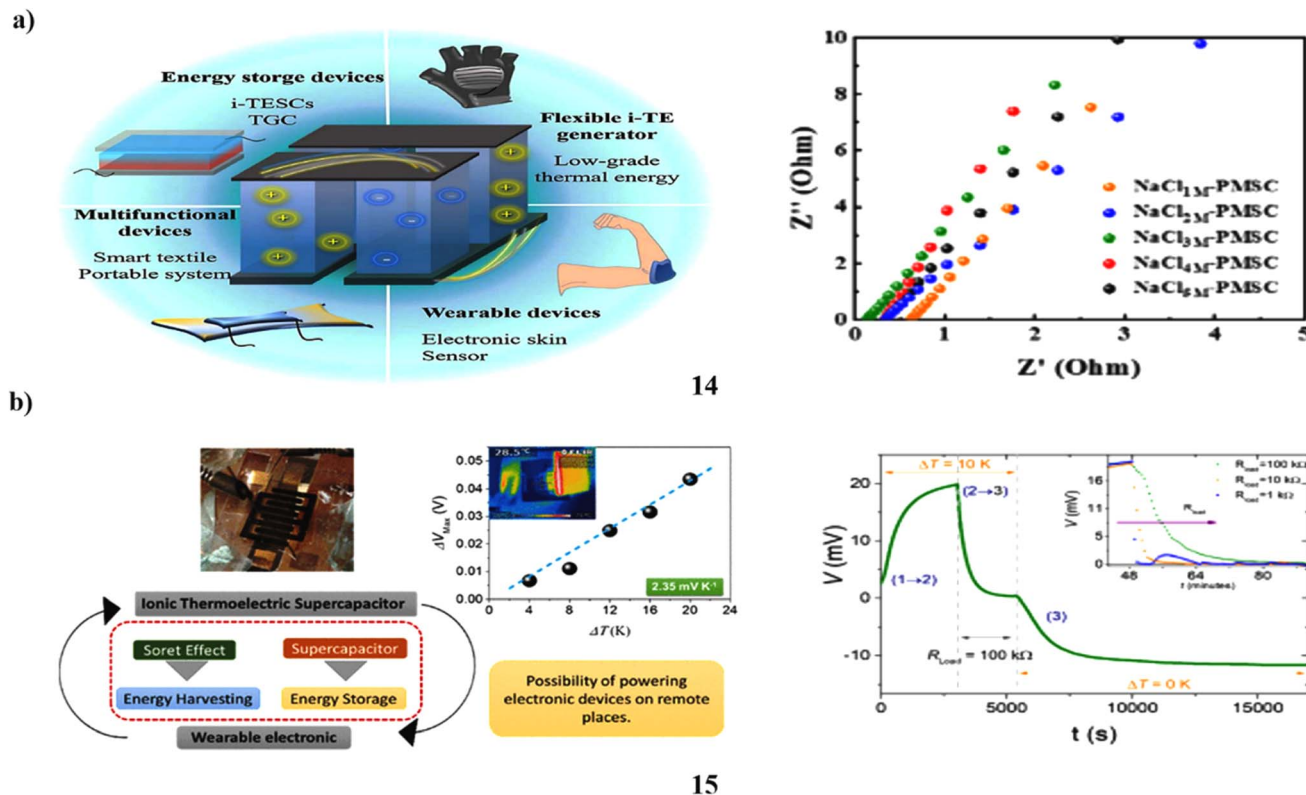 a)
Energy storge devices
i-TESCs
TGC
Flexible i-TE
generator
Low-grade
thermal energy
Multifunctional
devices
Smart textile
Portable system
Wearable devices
Electronic skin
Sensor
14
10
8
6
4
2
0
Z'' (Ohm)
0 1 2 3 4 5
Z' (Ohm)
NaCl1M-PMSC
NaCl2M-PMSC
NaCl3M-PMSC
NaCl4M-PMSC
NaCl5M-PMSC
b)
Ionic Thermoelectric Supercapacitor
Soret Effect
Supercapacitor
Energy Harvesting
Energy Storage
Wearable electronic
28.5°C
0.05
0.04
0.03
0.02
0.01
0.00
ΔVMax (V)
2.35 mV K-1
0 4 8 12 16 20 24
ΔT (K)
Possibility of powering
electronic devices on remote
places.
15
20
10
0
-10
V (mV)
ΔT = 10 K
(1→2)
(2→3)
(3)
RLoad = 100 kΩ
ΔT = 0 K
0 5000 10000 15000
t (s)
18
12
6
0
V (mV)
Rload=100 kΩ
Rload=10 kΩ
Rload=1 kΩ
Rload
48 64 80
t (minutes)